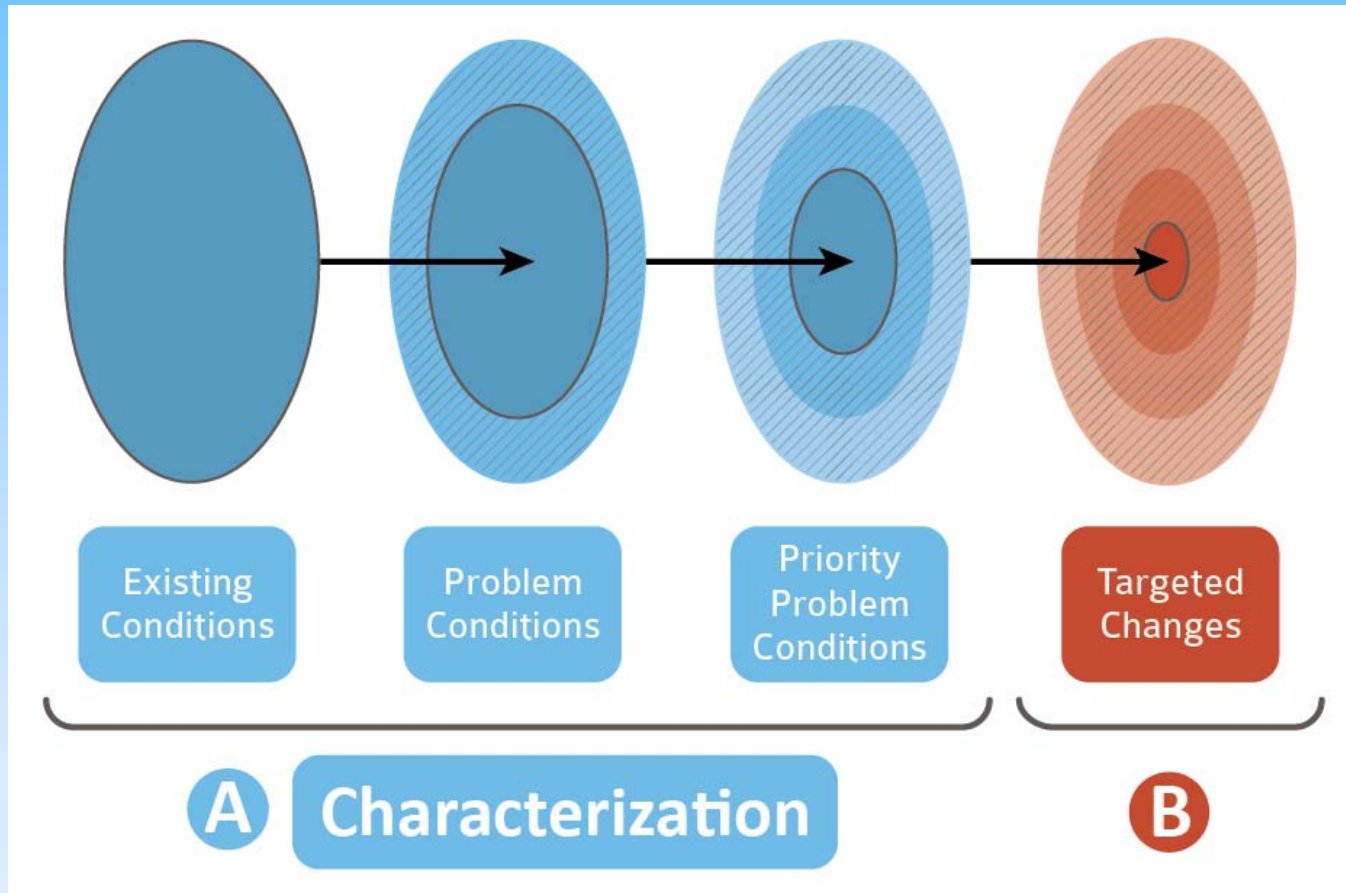 Existing
Conditions
Problem
Conditions
Priority
Problem
Conditions
Targeted
Changes
A
Characterization
B